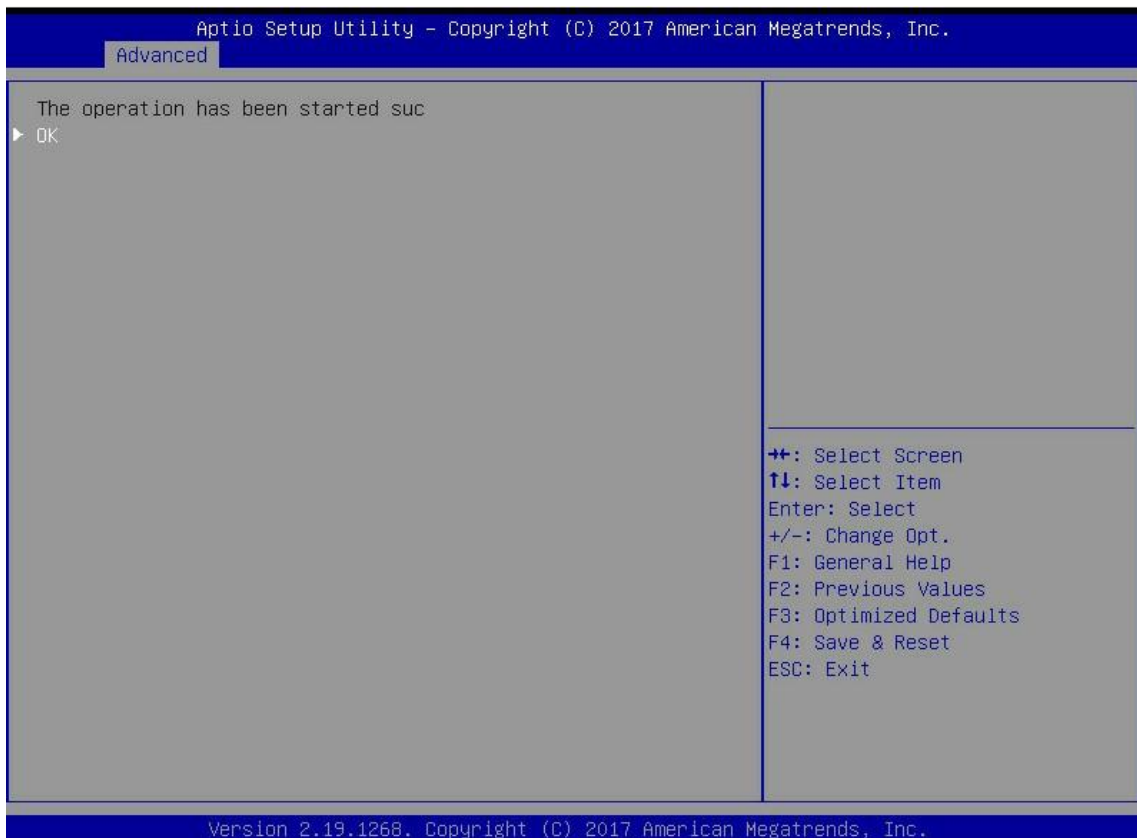 Aptio Setup Utility – Copyright (C) 2017 American Megatrends, Inc.
Advanced
The operation has been started suc
► OK
→←: Select Screen
↑↓: Select Item
Enter: Select
+/-: Change Opt.
F1: General Help
F2: Previous Values
F3: Optimized Defaults
F4: Save & Reset
ESC: Exit
Version 2.19.1268. Copyright (C) 2017 American Megatrends, Inc.